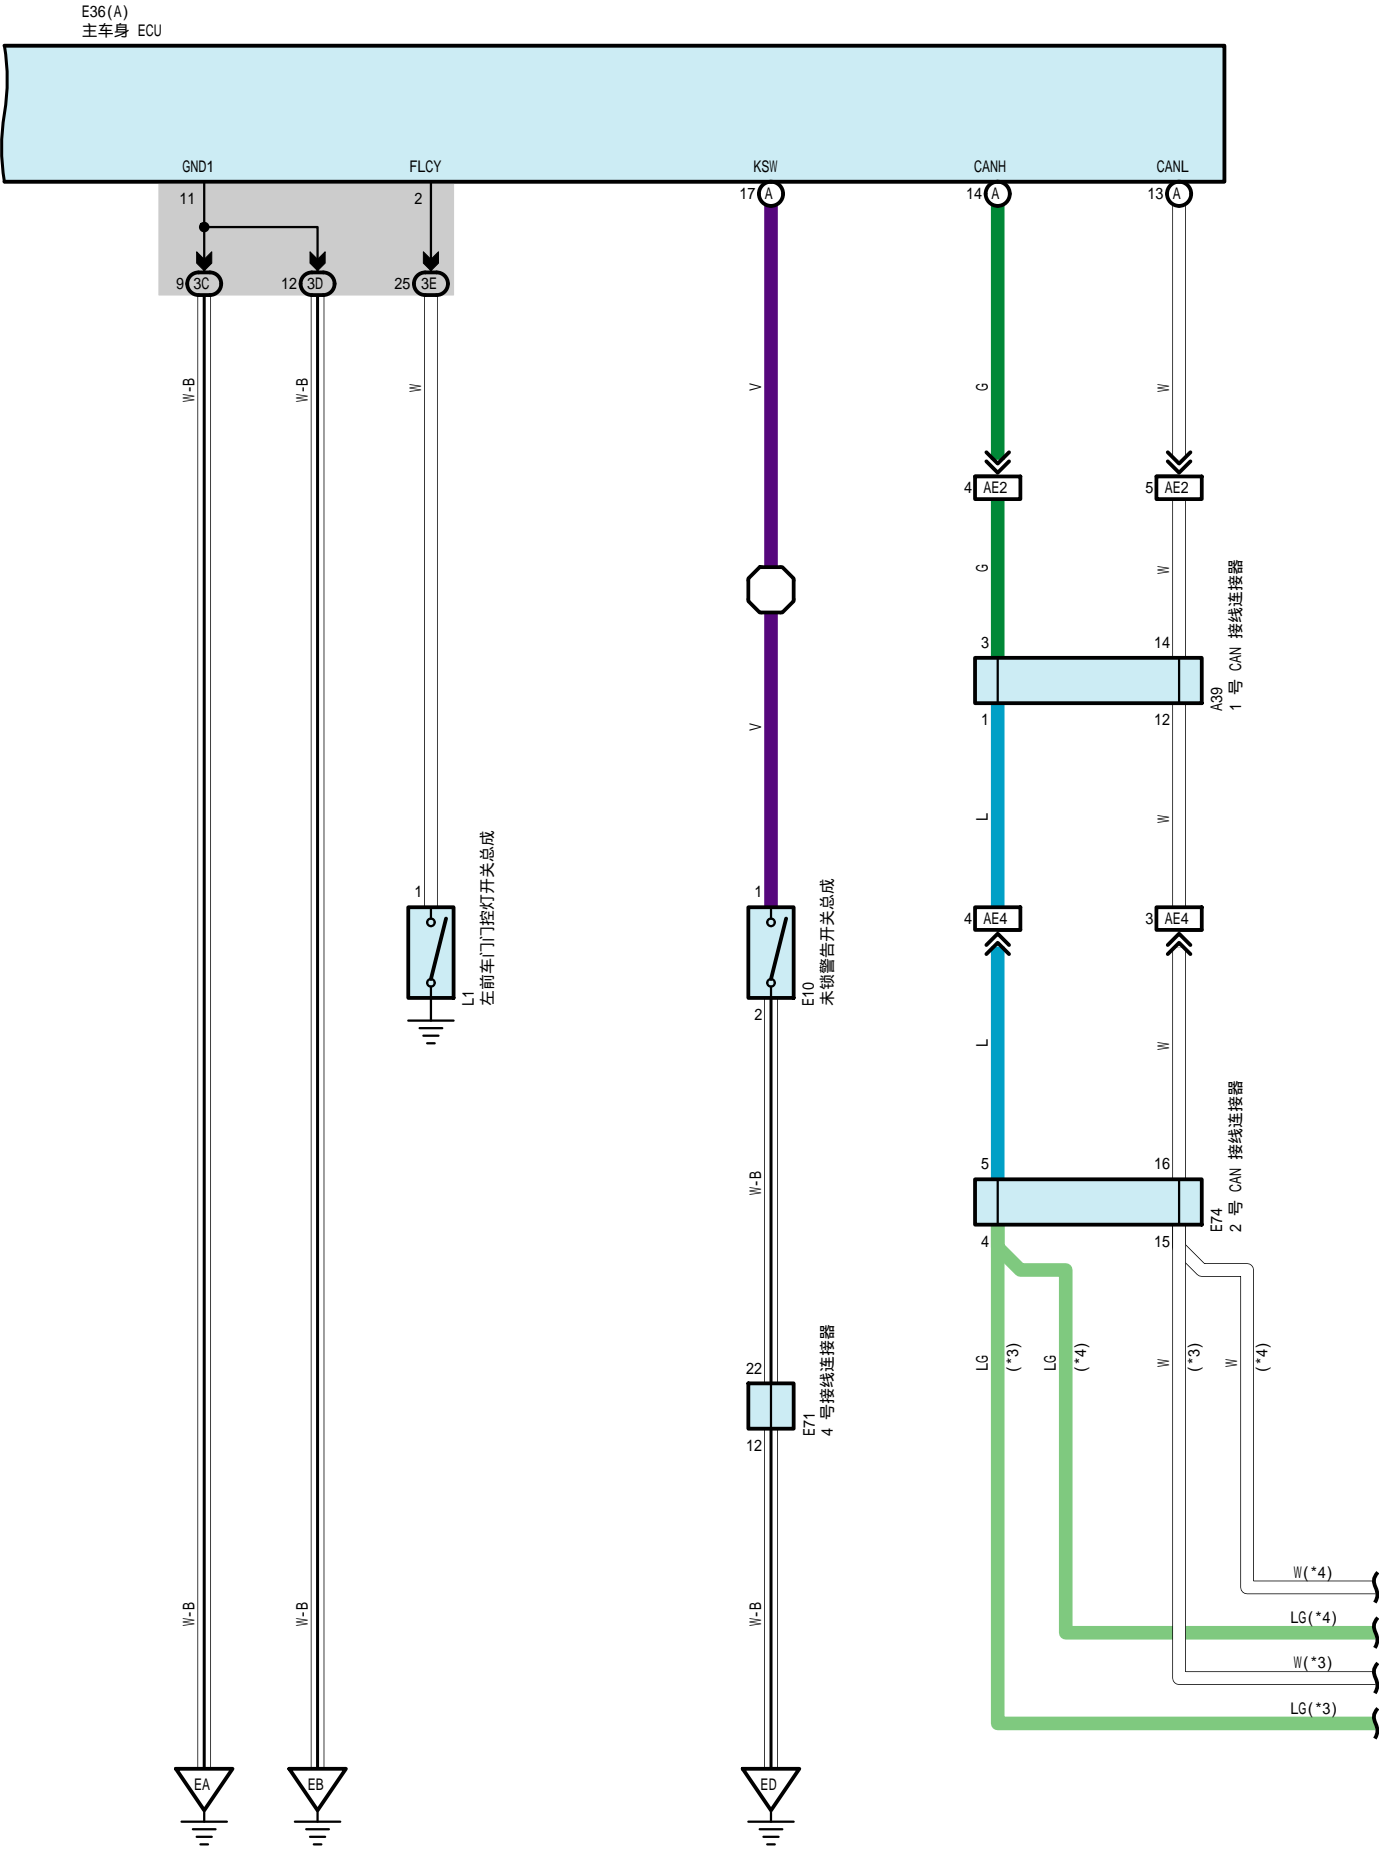 E36(A)
主车身 ECU
GND1
FLCY
KSW
CANH
CANL
11
2
17 A
14 A
13 A
9 3C
12 3D
25 3E
W-B
W-B
W
V
G
W
4 AE2
5 AE2
G
W
3
14
A39
1 号 CAN 接线连接器
1
12
V
L
W
1
L1
左前车门门控灯开关总成
1
E10
未锁警告开关总成
2
4 AE4
3 AE4
L
W
5
16
E74
2 号 CAN 接线连接器
4
15
W-B
LG
(*3)
LG
(*4)
W
(*3)
W
(*4)
22
E71
4 号接线连接器
12
W-B
W-B
W-B
W(*4)
LG(*4)
W(*3)
LG(*3)
EA
EB
ED